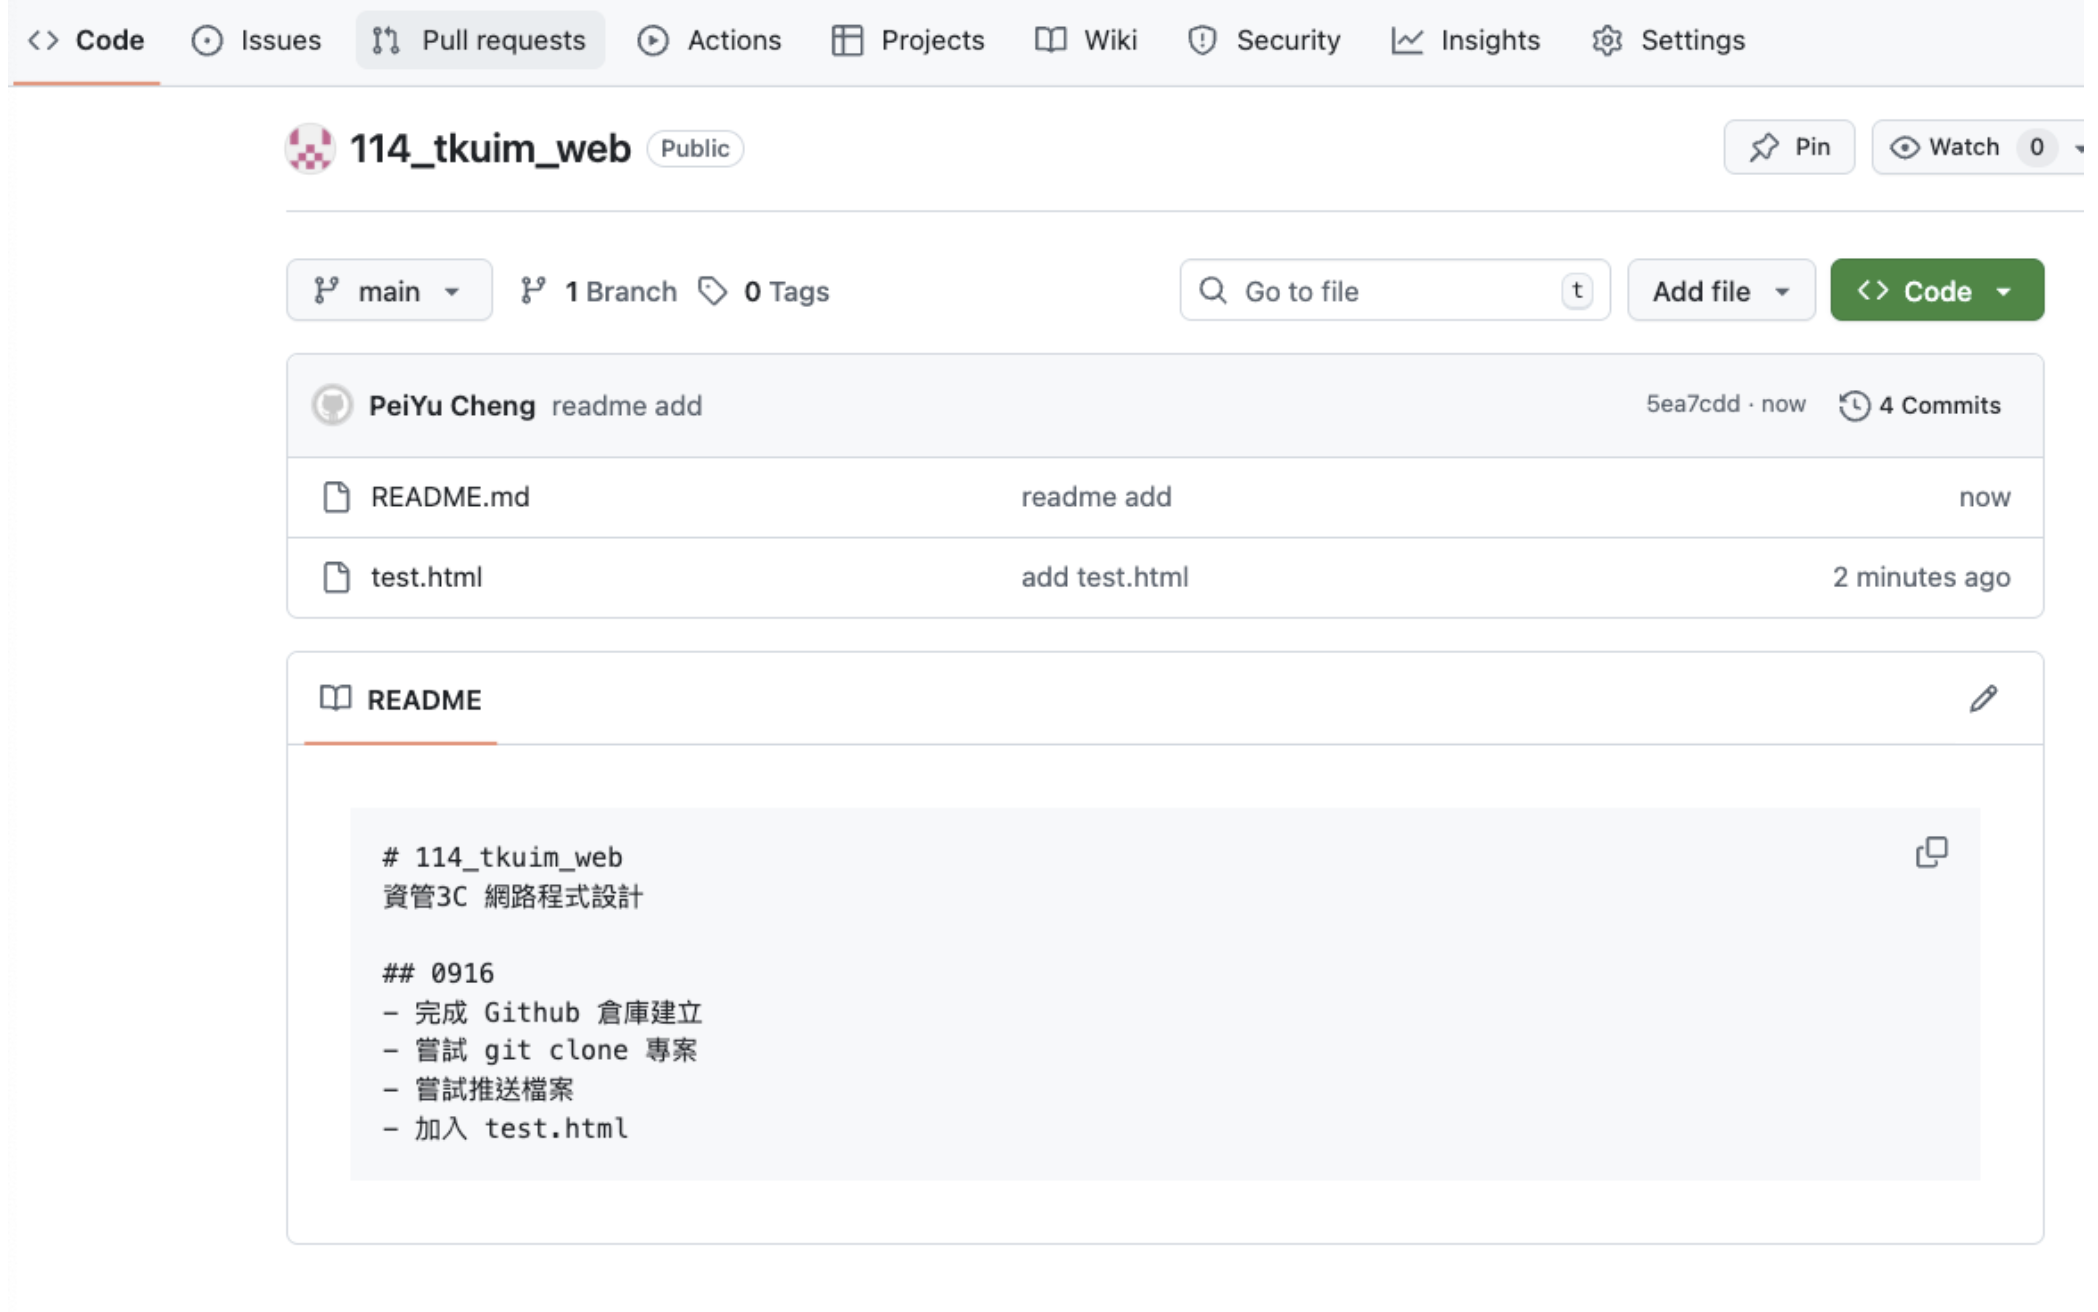 Code Issues Pull requests Actions Projects Wiki Security Insights Settings
114_tkuim_web Public Pin Watch 0
main 1 Branch 0 Tags Go to file t Add file Code
PeiYu Cheng readme add 5ea7cdd · now 4 Commits
README.md readme add now
test.html add test.html 2 minutes ago
README
# 114_tkuim_web
資管3C 網路程式設計
## 0916
- 完成 Github 倉庫建立
- 嘗試 git clone 專案
- 嘗試推送檔案
- 加入 test.html